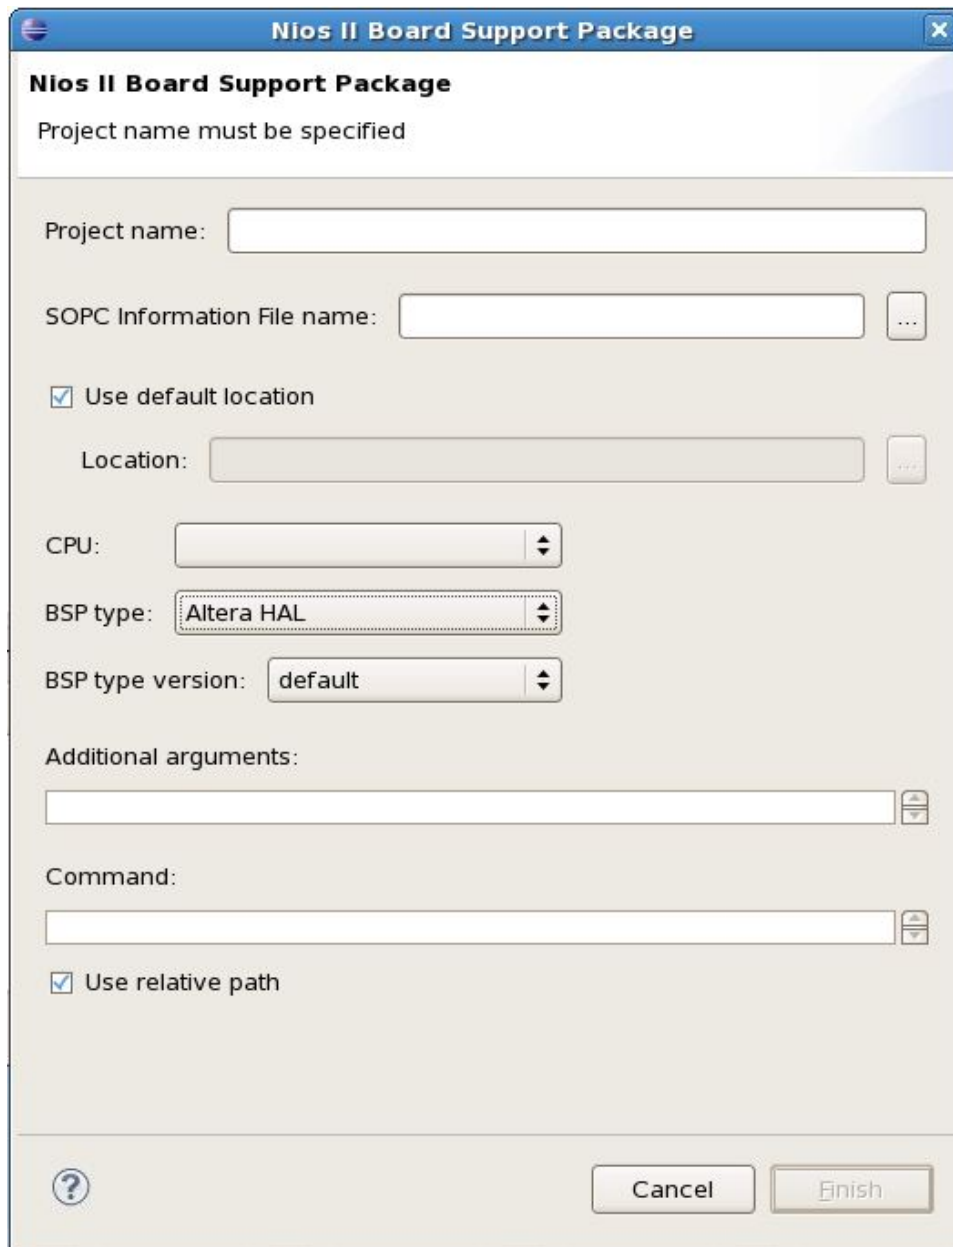 Nios II Board Support Package
Nios II Board Support Package
Project name must be specified
Project name:
SOPC Information File name: ...
Use default location
Location: ...
CPU:
BSP type: Altera HAL
BSP type version: default
Additional arguments:
Command:
Use relative path
? Cancel Finish